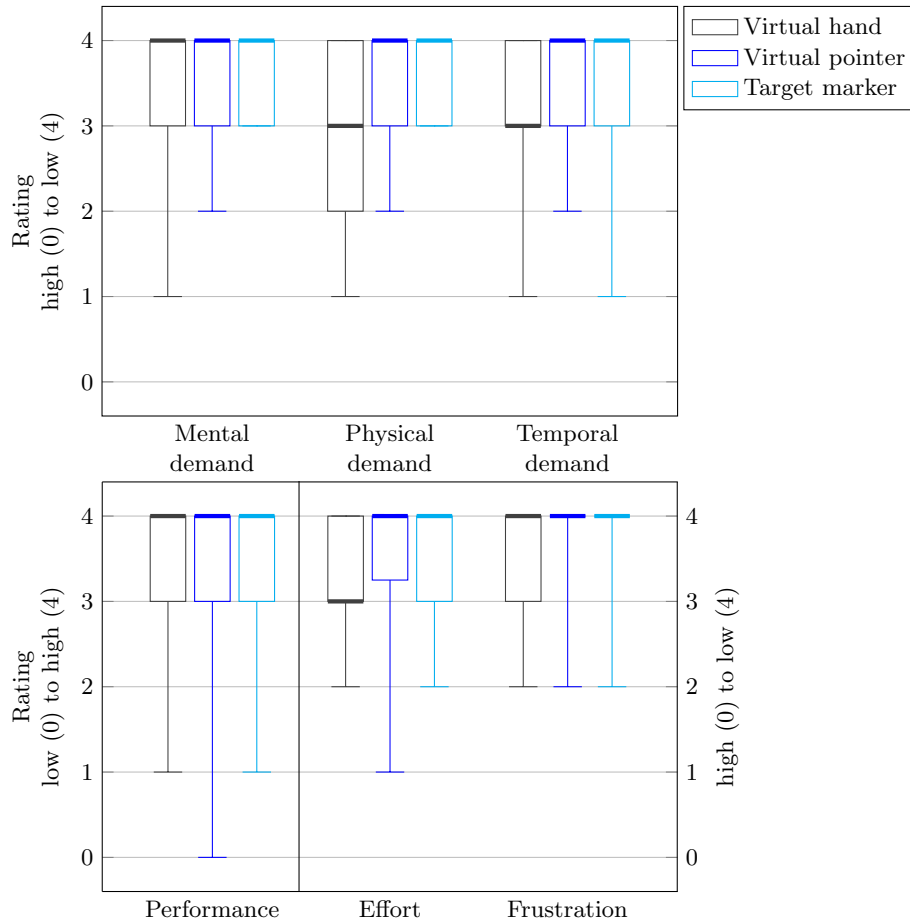 Virtual hand
Virtual pointer
Target marker
Rating
high (0) to low (4)
4
3
2
1
0
Mental
demand
Physical
demand
Temporal
demand
Rating
low (0) to high (4)
4
3
2
1
0
4
3
2
1
0
high (0) to low (4)
Performance
Effort
Frustration